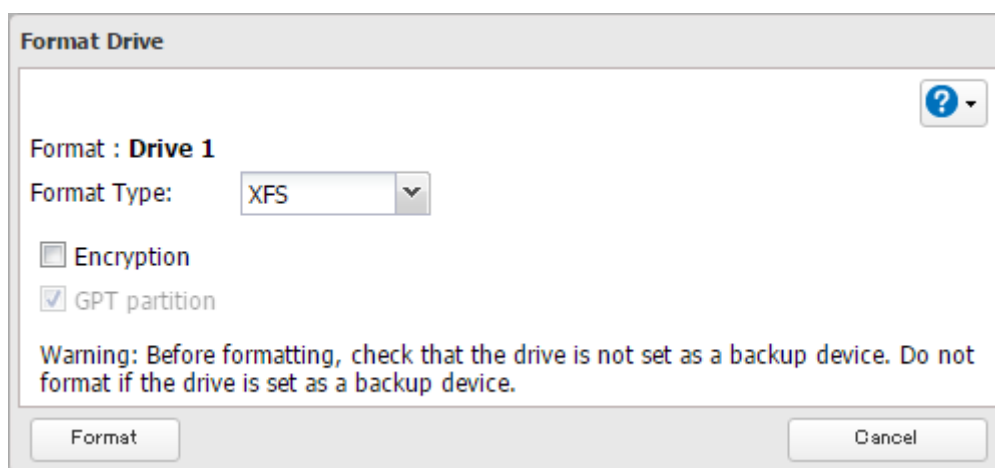 Format Drive
?
Format : Drive 1
Format Type: XFS
Encryption
GPT partition
Warning: Before formatting, check that the drive is not set as a backup device. Do not
format if the drive is set as a backup device.
Format Cancel